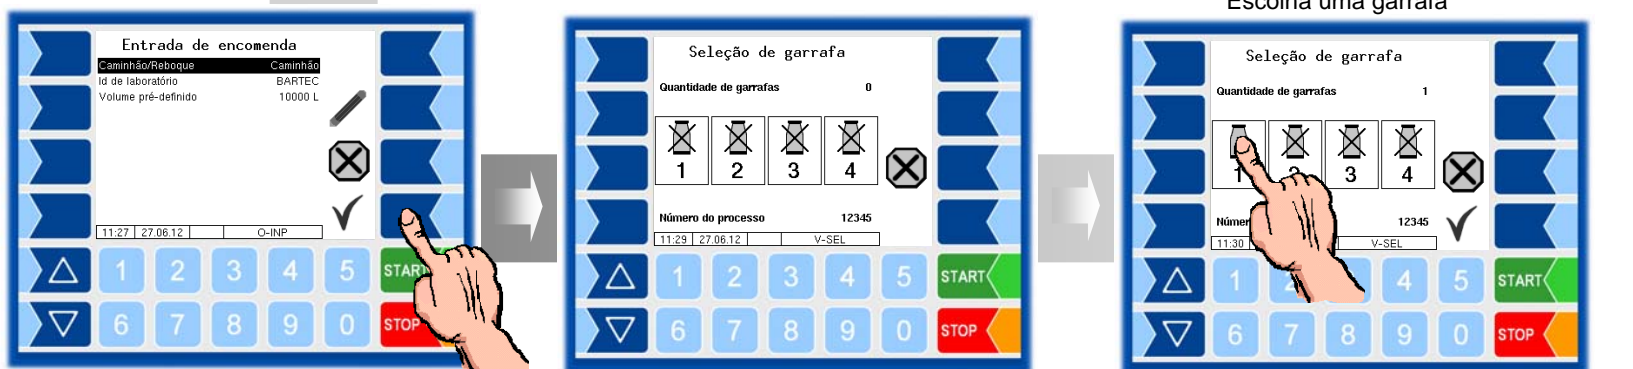 Escolha uma garrafa
Entrada de encomenda
Caminhão/Reboque Caminhão
Id de laboratório BARTEC
Volume pré-definido 10000 L
11:27 27.06.12 O-INP
1 2 3 4 5 START
6 7 8 9 0 STOP
Seleção de garrafa
Quantidade de garrafas 0
1 2 3 4
Número do processo 12345
11:29 27.06.12 V-SEL
1 2 3 4 5 START
6 7 8 9 0 STOP
Seleção de garrafa
Quantidade de garrafas 1
1 2 3 4
12345
11:30 V-SEL
1 2 4 5 START
6 7 8 9 0 STOP